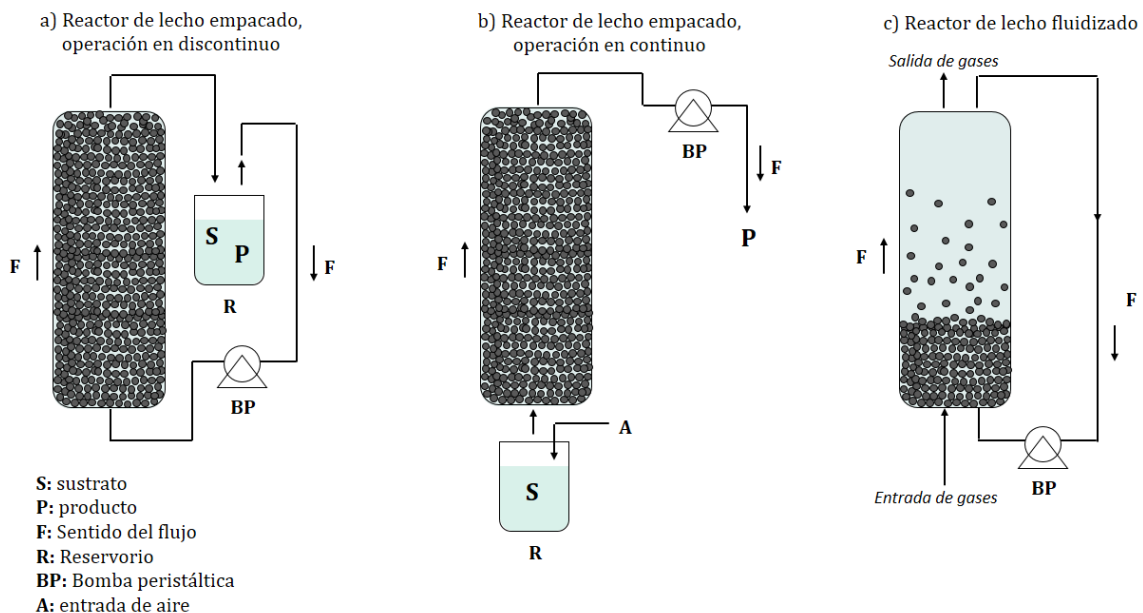 a) Reactor de lecho empacado,
operación en discontinuo
S
P
F
R
F
BP
b) Reactor de lecho empacado,
operación en continuo
BP
F
P
F
A
S
R
c) Reactor de lecho fluidizado
Salida de gases
F
F
Entrada de gases
BP
S: sustrato
P: producto
F: Sentido del flujo
R: Reservorio
BP: Bomba peristáltica
A: entrada de aire